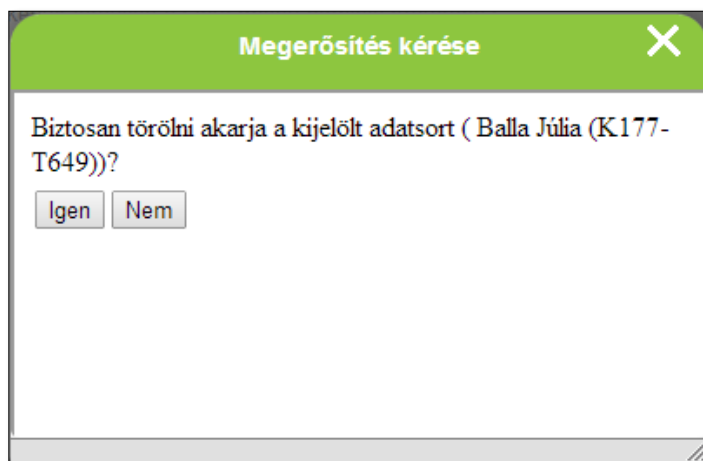 Megerősítés kérése
Biztosan törölni akarja a kijelölt adatsort ( Balla Júlia (K177-
T649))?
Igen Nem